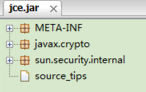 jce.jar
META-INF
javax.crypto
sun.security.internal
source_tips